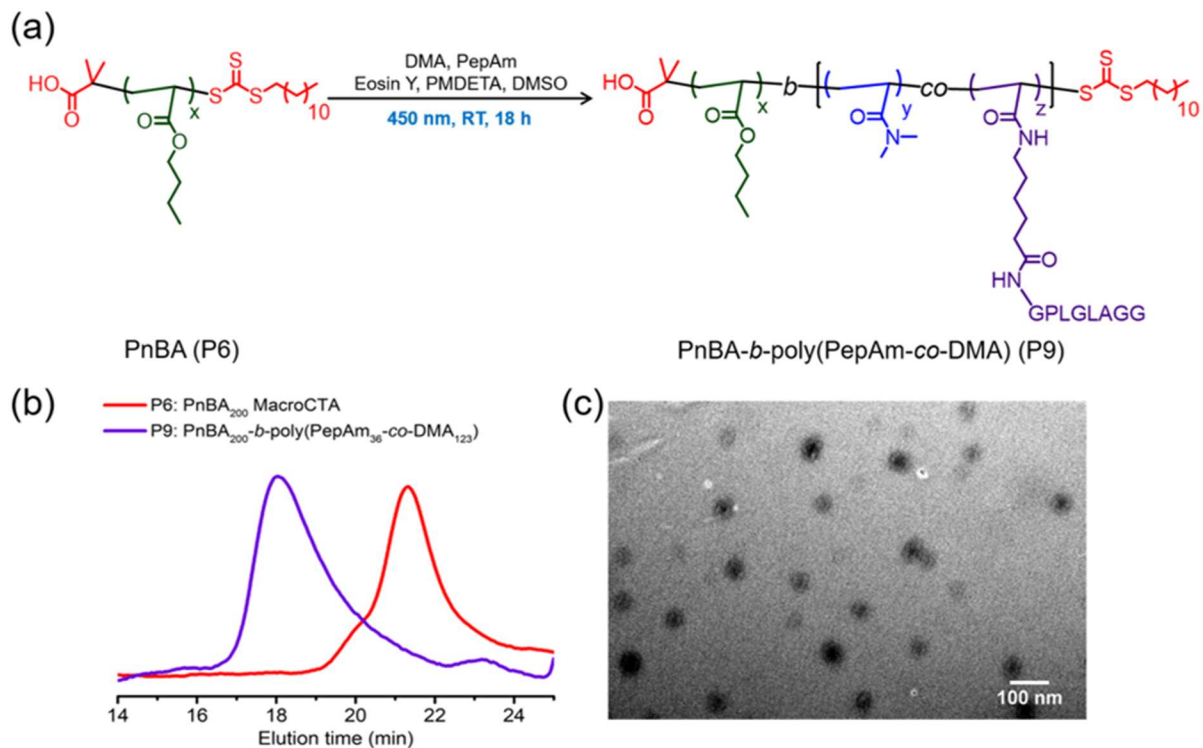 (a)
DMA, PepAm
Eosin Y, PMDETA, DMSO
450 nm, RT, 18 h
HO
O
x
O
O
S
S
S
10
HO
O
x
O
O
b
y
O
N
co
z
O
NH
S
S
S
10
O
HN
GPLGLAGG
PnBA (P6)
PnBA-b-poly(PepAm-co-DMA) (P9)
(b)
P6: PnBA₂₀₀ MacroCTA
P9: PnBA₂₀₀-b-poly(PepAm₃₆-co-DMA₁₂₃)
14 16 18 20 22 24
Elution time (min)
(c)
100 nm